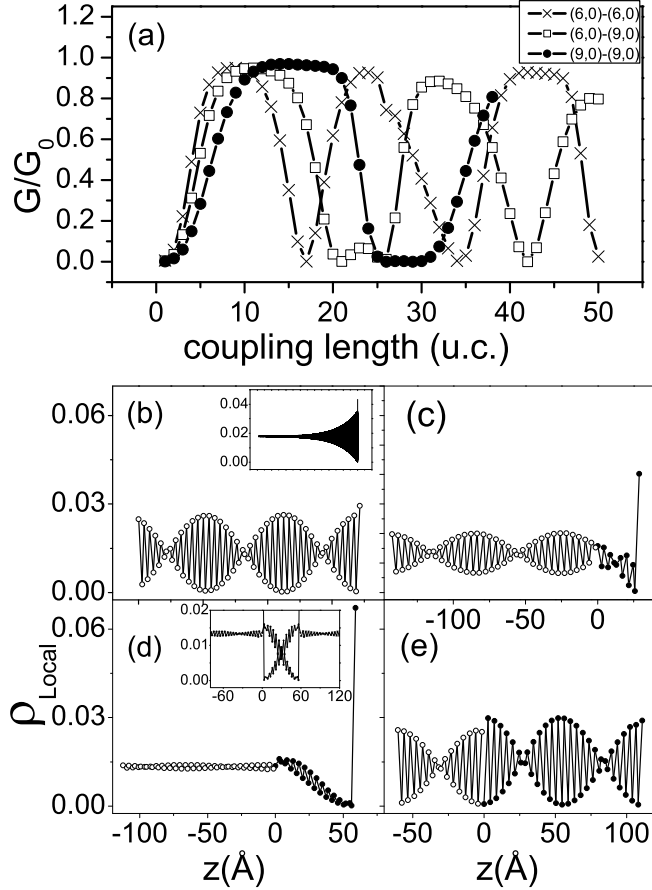 (a)
(6,0)-(6,0)
(6,0)-(9,0)
(9,0)-(9,0)
1.2
1.0
0.8
0.6
0.4
0.2
0.0
G/G0
0 10 20 30 40 50
coupling length (u.c.)
(b)
0.04
0.02
0.00
(c)
0.06
0.03
0.00
-100 -50 0
(d)
0.02
0.01
0.00
-60 0 60 120
(e)
0.06
0.03
0.00
ρLocal
-100 -50 0 50
-50 0 50 100
z(Å) z(Å)